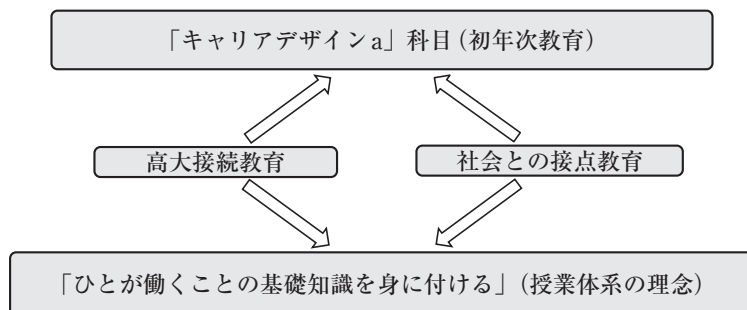 「キャリアデザインa」科目(初年次教育)
高大接続教育
社会との接点教育
「ひとが働くことの基礎知識を身に付ける」(授業体系の理念)